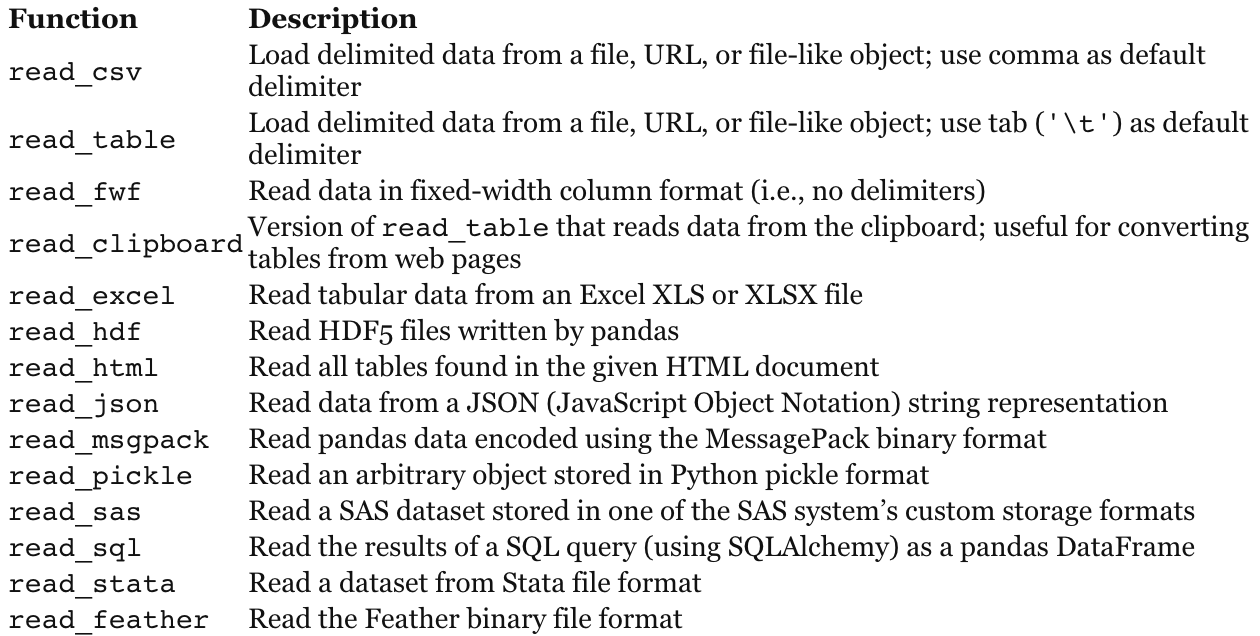 Function Description
read_csv Load delimited data from a file, URL, or file-like object; use comma as default
delimiter
read_table Load delimited data from a file, URL, or file-like object; use tab ('\t') as default
delimiter
read_fwf Read data in fixed-width column format (i.e., no delimiters)
read_clipboard Version of read_table that reads data from the clipboard; useful for converting
tables from web pages
read_excel Read tabular data from an Excel XLS or XLSX file
read_hdf Read HDF5 files written by pandas
read_html Read all tables found in the given HTML document
read_json Read data from a JSON (JavaScript Object Notation) string representation
read_msgpack Read pandas data encoded using the MessagePack binary format
read_pickle Read an arbitrary object stored in Python pickle format
read_sas Read a SAS dataset stored in one of the SAS system’s custom storage formats
read_sql Read the results of a SQL query (using SQLAlchemy) as a pandas DataFrame
read_stata Read a dataset from Stata file format
read_feather Read the Feather binary file format